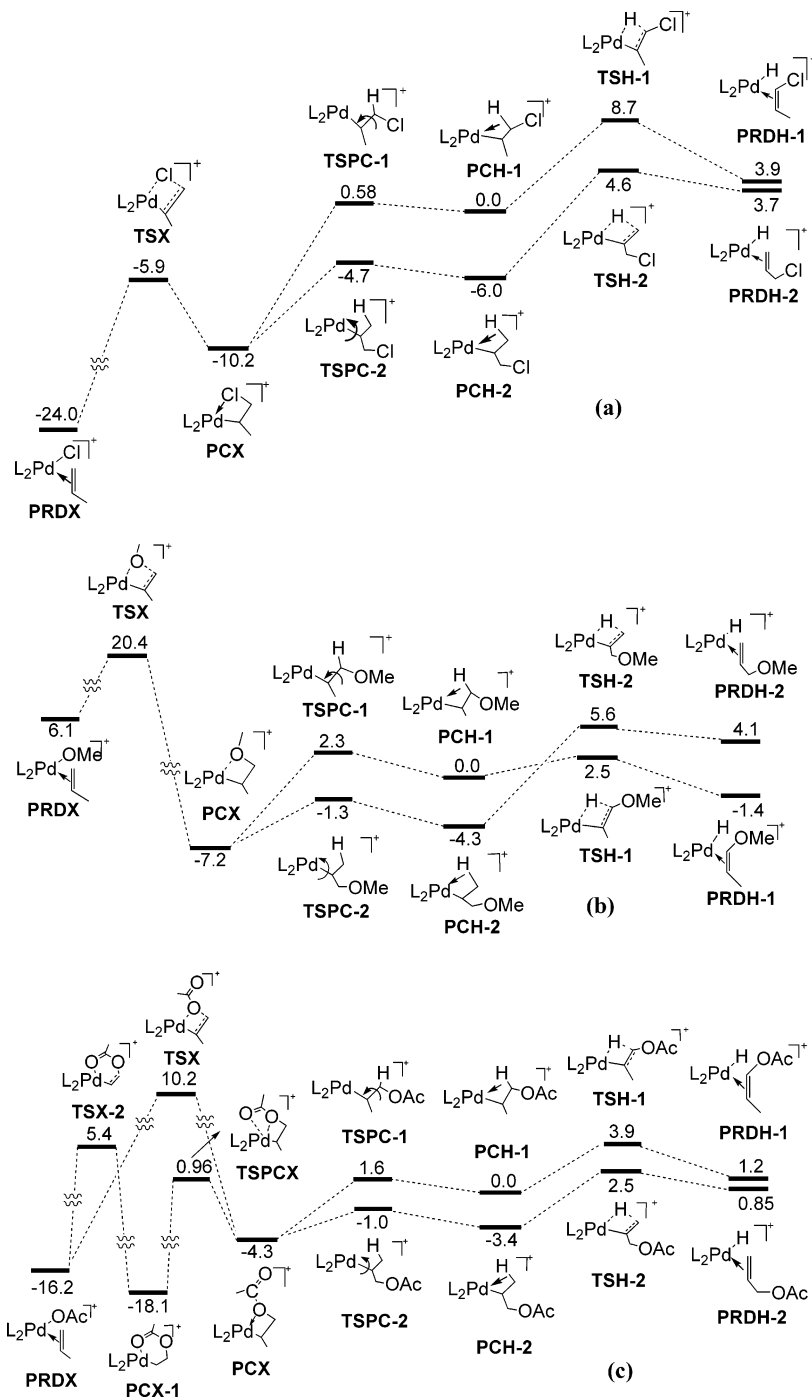 H
Cl
L2Pd
]+
TSH-1
8.7
H
L2Pd
Cl
]+
PRDH-1
3.9
H
L2Pd
Cl
]+
TSPC-1
0.58
H
L2Pd
Cl
]+
PCH-1
0.0
Cl
L2Pd
]+
TSX
-5.9
4.6
H
L2Pd
Cl
]+
TSH-2
3.7
H
L2Pd
Cl
]+
PRDH-2
-4.7
H
L2Pd
Cl
]+
TSPC-2
-6.0
H
L2Pd
Cl
]+
PCH-2
-10.2
Cl
L2Pd
]+
PCX
-24.0
Cl
L2Pd
]+
PRDX
(a)
O
L2Pd
]+
TSX
20.4
6.1
OMe
L2Pd
]+
PRDX
O
L2Pd
]+
PCX
-7.2
H
L2Pd
OMe
]+
TSPC-1
2.3
H
L2Pd
OMe
]+
PCH-1
0.0
H
L2Pd
OMe
]+
TSH-2
5.6
H
L2Pd
OMe
]+
PRDH-2
4.1
-1.3
H
L2Pd
OMe
]+
TSPC-2
-4.3
H
L2Pd
OMe
]+
PCH-2
2.5
H
L2Pd
OMe
]+
TSH-1
-1.4
H
L2Pd
OMe
]+
PRDH-1
(b)
O
O
L2Pd
]+
TSX
10.2
O
O
L2Pd
]+
TSX-2
5.4
O
O
L2Pd
]+
TSPCX
0.96
H
L2Pd
OAc
]+
TSPC-1
1.6
H
L2Pd
OAc
]+
PCH-1
0.0
H
L2Pd
OAc
]+
TSH-1
3.9
H
L2Pd
OAc
]+
PRDH-1
1.2
-16.2
OAc
L2Pd
]+
PRDX
-18.1
O
O
L2Pd
]+
PCX-1
-4.3
O
C
O
L2Pd
]+
PCX
-1.0
H
L2Pd
OAc
]+
TSPC-2
-3.4
H
L2Pd
OAc
]+
PCH-2
2.5
H
L2Pd
OAc
]+
TSH-2
0.85
H
L2Pd
OAc
]+
PRDH-2
(c)